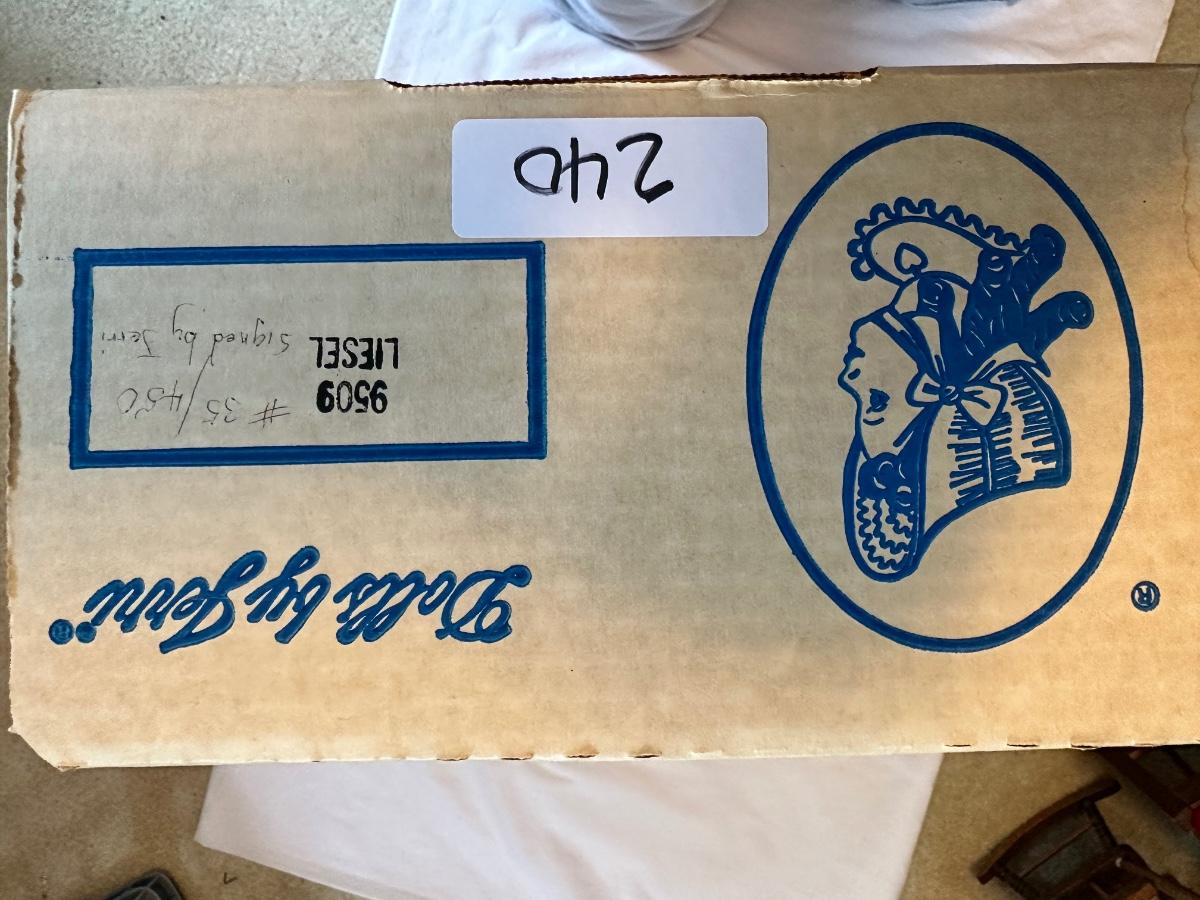 240
Dolls by Jerri®
®
9509
LIESEL
# 35/450
Signed by Jerri